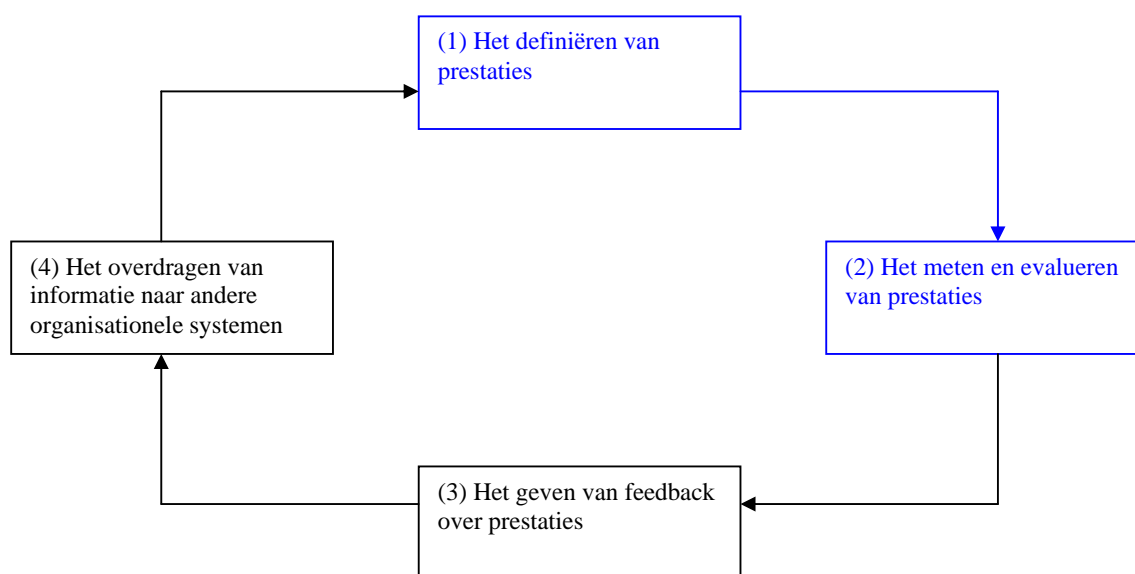 (1) Het definiëren van
prestaties
(2) Het meten en evalueren
van prestaties
(3) Het geven van feedback
over prestaties
(4) Het overdragen van
informatie naar andere
organisationele systemen